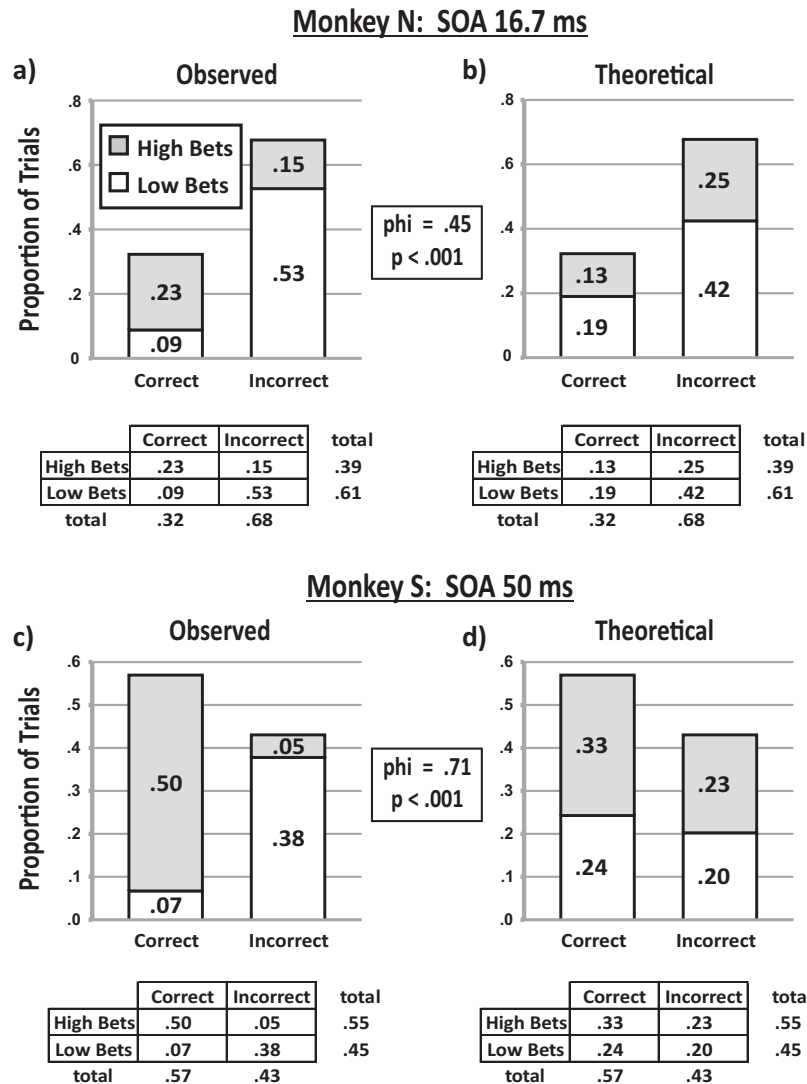 Monkey N: SOA 16.7 ms
a) Observed
b) Theoretical
Proportion of Trials
.8
.6
.4
.2
0
High Bets
Low Bets
.23
.09
.15
.53
Correct Incorrect
phi = .45
p < .001
.8
.6
.4
.2
0
.13
.19
.25
.42
Correct Incorrect
Correct Incorrect total
High Bets .23 .15 .39
Low Bets .09 .53 .61
total .32 .68
Correct Incorrect total
High Bets .13 .25 .39
Low Bets .19 .42 .61
total .32 .68
Monkey S: SOA 50 ms
c) Observed
d) Theoretical
Proportion of Trials
.6
.5
.4
.3
.2
.1
.0
.50
.07
.05
.38
Correct Incorrect
phi = .71
p < .001
.6
.5
.4
.3
.2
.1
.0
.33
.24
.23
.20
Correct Incorrect
Correct Incorrect total
High Bets .50 .05 .55
Low Bets .07 .38 .45
total .57 .43
Correct Incorrect total
High Bets .33 .23 .55
Low Bets .24 .20 .45
total .57 .43